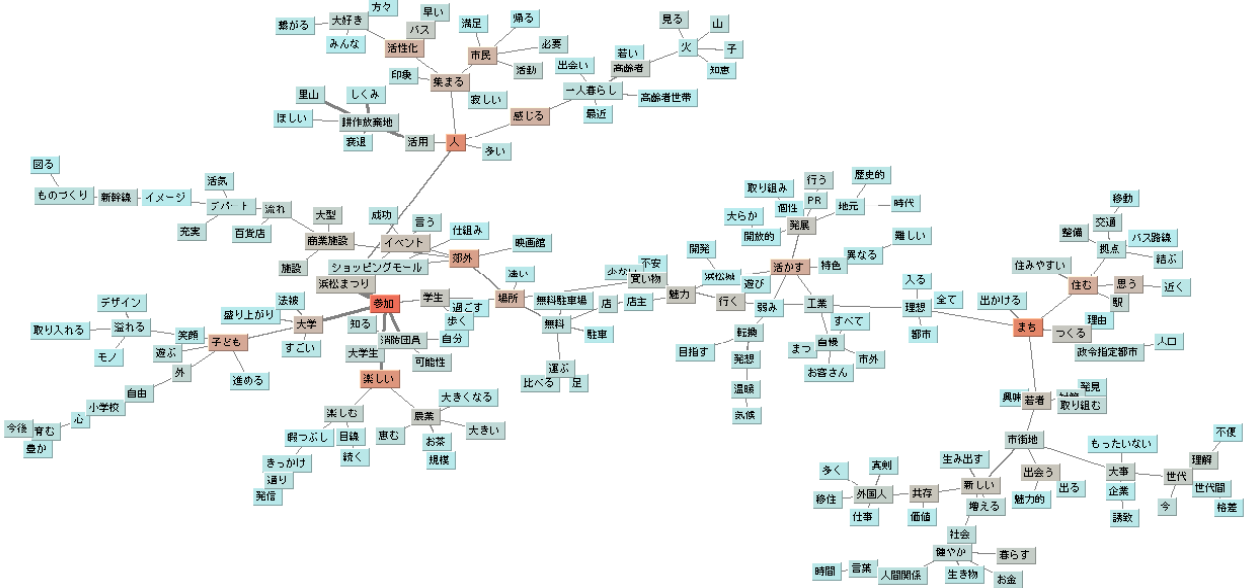 方々
繋がる
大好き
早い
みんな
バス
活性化
満足
帰る
市民
必要
活動
印象
集まる
寂しい
里山
しくみ
ほしい
耕作放棄地
衰退
活用
人
多い
感じる
出会い
若い
高齢者
一人暮らし
最近
高齢者世帯
見る
山
火
子
知恵
図る
ものづくり
新幹線
イメージ
活気
デパート
流れ
充実
百貨店
大型
商業施設
施設
成功
イベント
言う
仕組み
ショッピングモール
郊外
映画館
浜松まつり
参加
学生
過ごす
歩く
自分
知る
消防団員
可能性
大学生
楽しい
法被
盛り上がり
大学
すごい
デザイン
取り入れる
溢れる
モノ
笑顔
子ども
遊ぶ
外
進める
自由
小学校
心
今後
育む
豊か
楽しむ
暇つぶし
目線
続く
きっかけ
通り
発信
農業
恵む
大きくなる
大きい
お茶
規模
場所
無料駐車場
店
無料
駐車
運ぶ
比べる
足
不安
買い物
店主
魅力
行く
開発
浜松城
遊び
活かす
特色
異なる
難しい
取り組み
行う
歴史的
個性
PR
地元
時代
大らか
発展
開放的
弱み
工業
すべて
転換
目指す
発想
温暖
気候
まつ
自慢
市外
お客さん
入る
理想
全て
都市
まち
出かける
住みやすい
住む
思う
近く
駅
理由
つくる
政令指定都市
人口
移動
交通
整備
拠点
バス路線
結ぶ
興味
若者
発見
取り組む
市街地
もったいない
大事
企業
誘致
世代
理解
不便
世代間
格差
今
生み出す
出会う
新しい
魅力的
出る
増える
共存
価値
外国人
多く
真剣
移住
仕事
社会
健やか
暮らす
時間
言葉
人間関係
生き物
お金